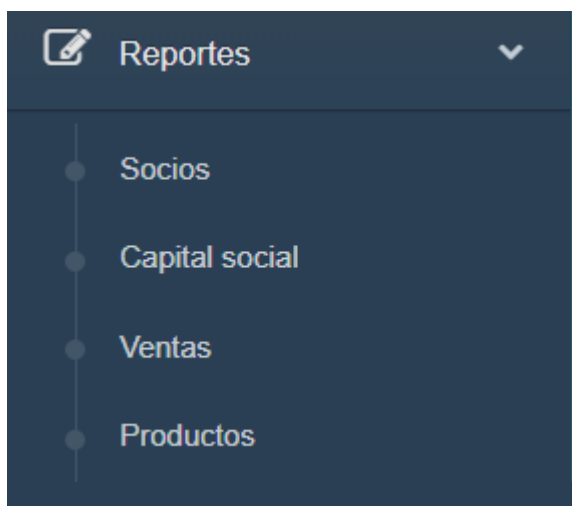 Reportes
Socios
Capital social
Ventas
Productos